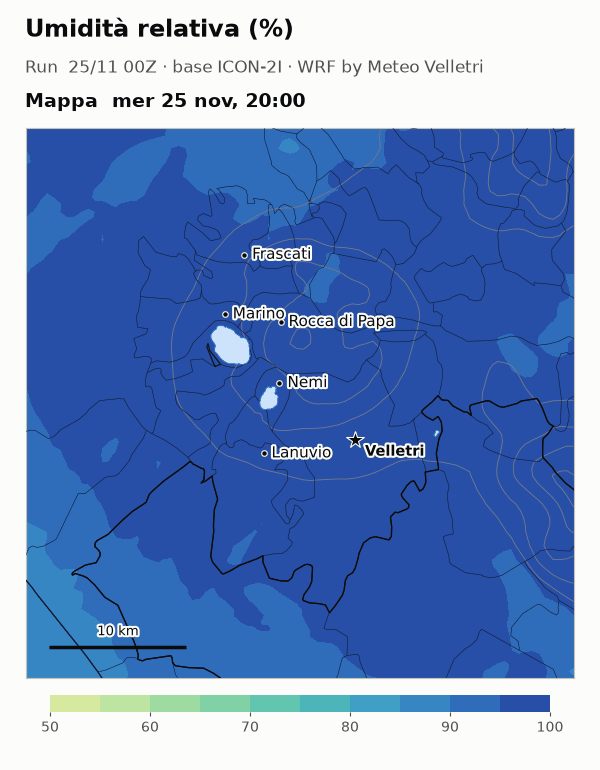 Umidità relativa (%)
Run  25/11 00Z · base ICON-2I · WRF by Meteo Velletri
Mappa  mer 25 nov, 20:00
Frascati
Marino
Rocca di Papa
Nemi
Velletri
Lanuvio
10 km
50 60 70 80 90 100